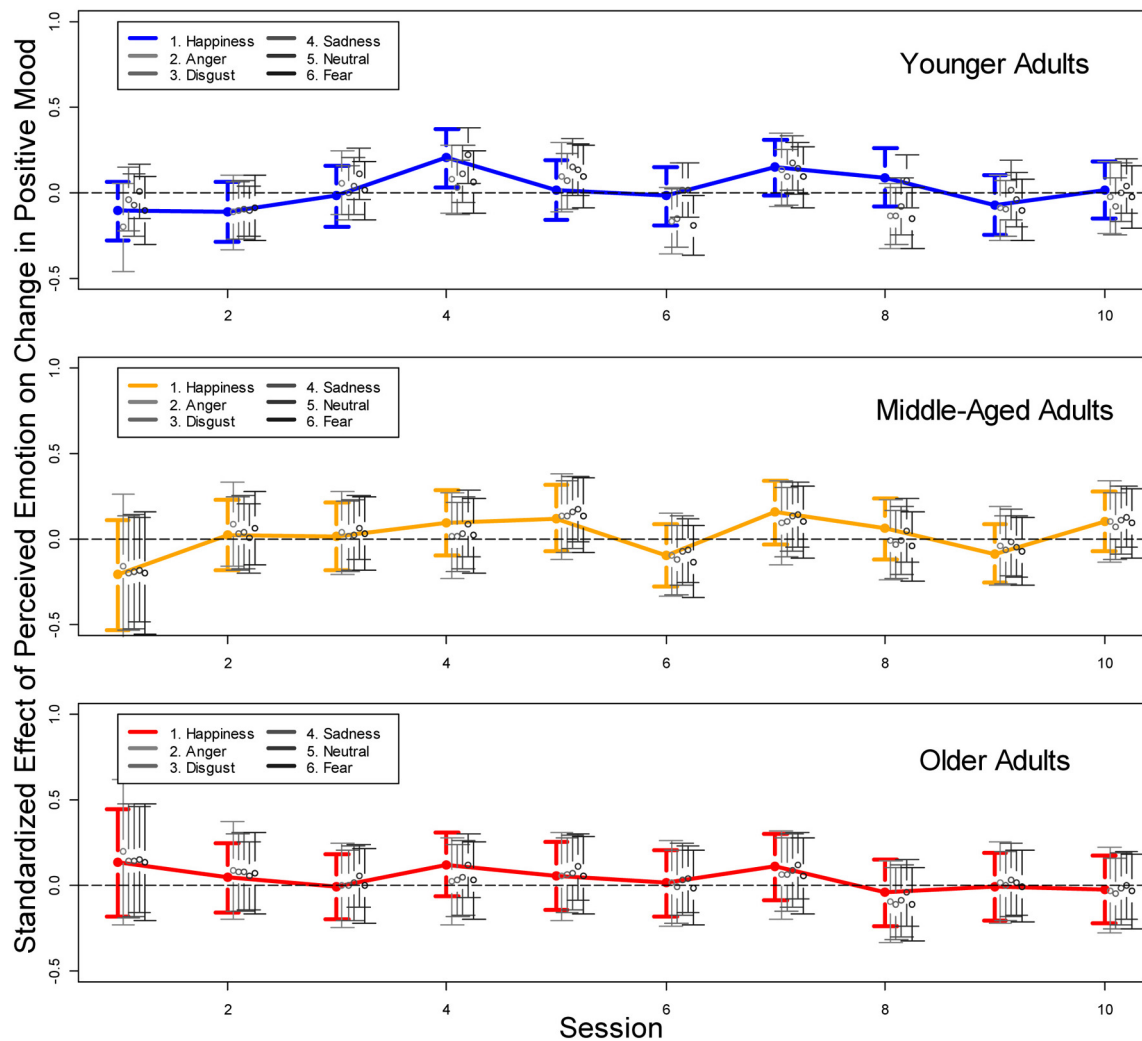 Standardized Effect of Perceived Emotion on Change in Positive Mood
1.0
0.5
0.0
-0.5
1. Happiness
2. Anger
3. Disgust
4. Sadness
5. Neutral
6. Fear
Younger Adults
2 4 6 8 10
1.0
0.5
0.0
-0.5
1. Happiness
2. Anger
3. Disgust
4. Sadness
5. Neutral
6. Fear
Middle-Aged Adults
2 4 6 8 10
1.0
0.5
0.0
-0.5
1. Happiness
2. Anger
3. Disgust
4. Sadness
5. Neutral
6. Fear
Older Adults
2 4 6 8 10
Session